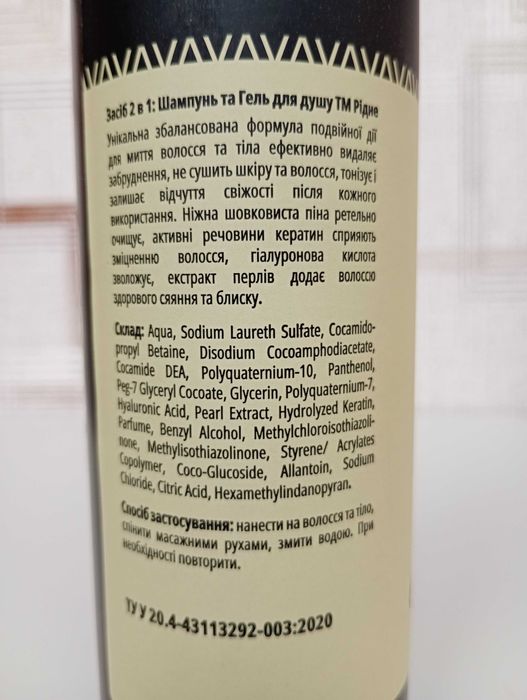 Засіб 2 в 1: Шампунь та Гель для душу ТМ Рідне
Унікальна збалансована формула подвійної дії
для миття волосся та тіла ефективно видаляє
забруднення, не сушить шкіру та волосся, тонізує і
залишає відчуття свіжості після кожного
використання. Ніжна шовковиста піна ретельно
очищує, активні речовини кератин сприяють
зміцненню волосся, гіалуронова кислота
зволожує, екстракт перлів додає волоссю
здорового сяяння та блиску.
Склад: Aqua, Sodium Laureth Sulfate, Cocamido-
propyl Betaine, Disodium Cocoamphodiacetate,
Cocamide DEA, Polyquaternium-10, Panthenol,
Peg-7 Glyceryl Cocoate, Glycerin, Polyquaternium-7,
Hyaluronic Acid, Pearl Extract, Hydrolyzed Keratin,
Parfume, Benzyl Alcohol, Methylchloroisothiazoli-
none, Methylisothiazolinone, Styrene/ Acrylates
Copolymer, Coco-Glucoside, Allantoin, Sodium
Chloride, Citric Acid, Hexamethylindanopyran.
Спосіб застосування: нанести на волосся та тіло,
спінити масажними рухами, змити водою. При
необхідності повторити.
ТУ У 20.4-43113292-003:2020